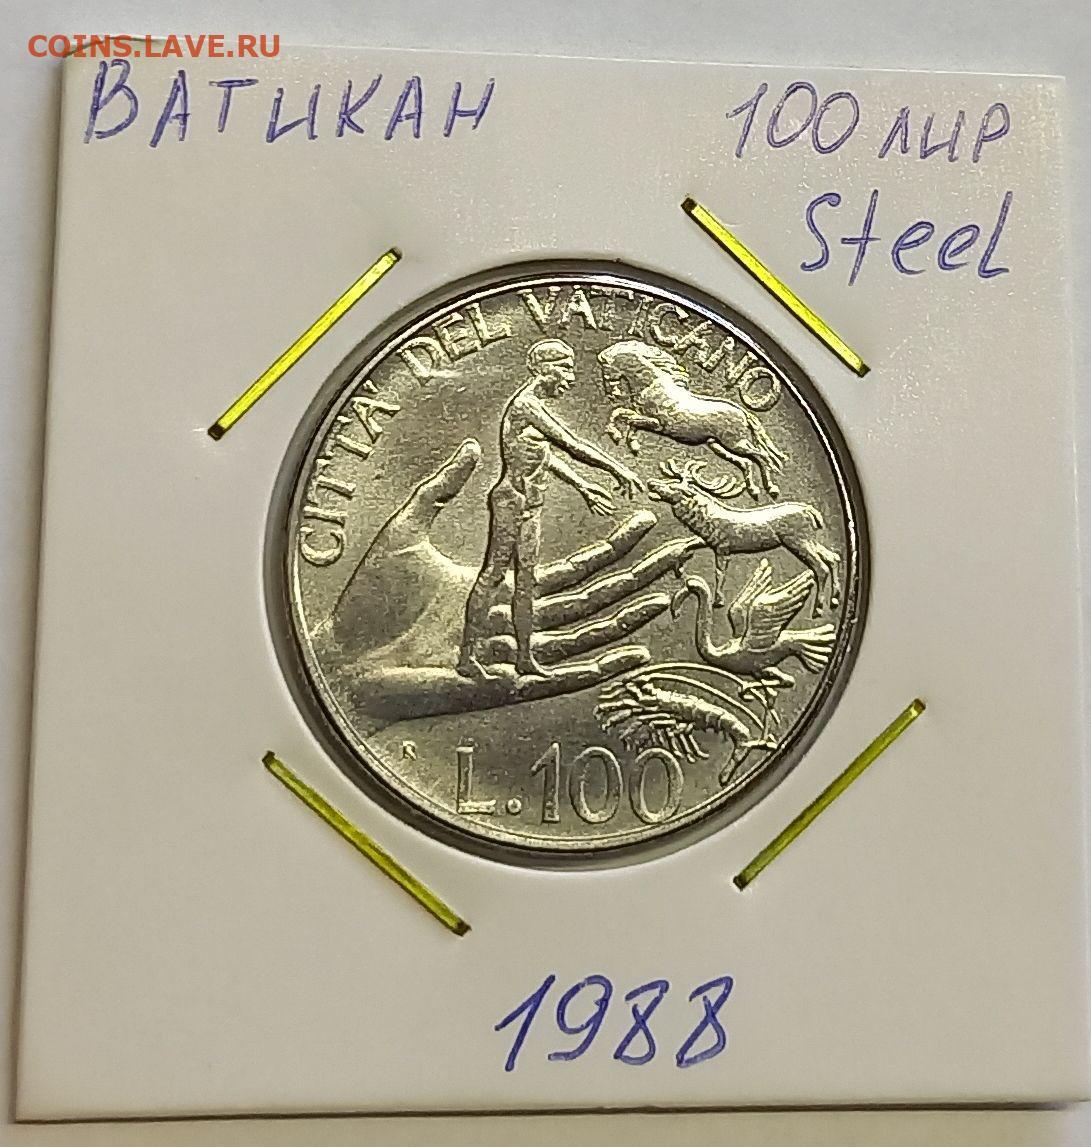 COINS.LAVE.RU
ВАТИКАН 100 лир
Steel
CITTA' DEL VATICANO
R
L. 100
1988